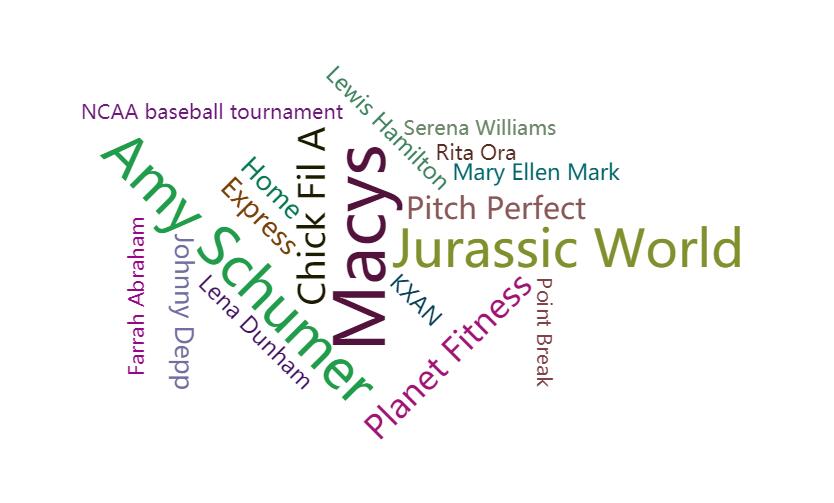 Lewis Hamilton
NCAA baseball tournament
Serena Williams
Rita Ora
Mary Ellen Mark
Amy Schumer
Home
Express
Chick Fil A
Macys
Pitch Perfect
Jurassic World
Farrah Abraham
Johnny Depp
Lena Dunham
KXAN
Planet Fitness
Point Break